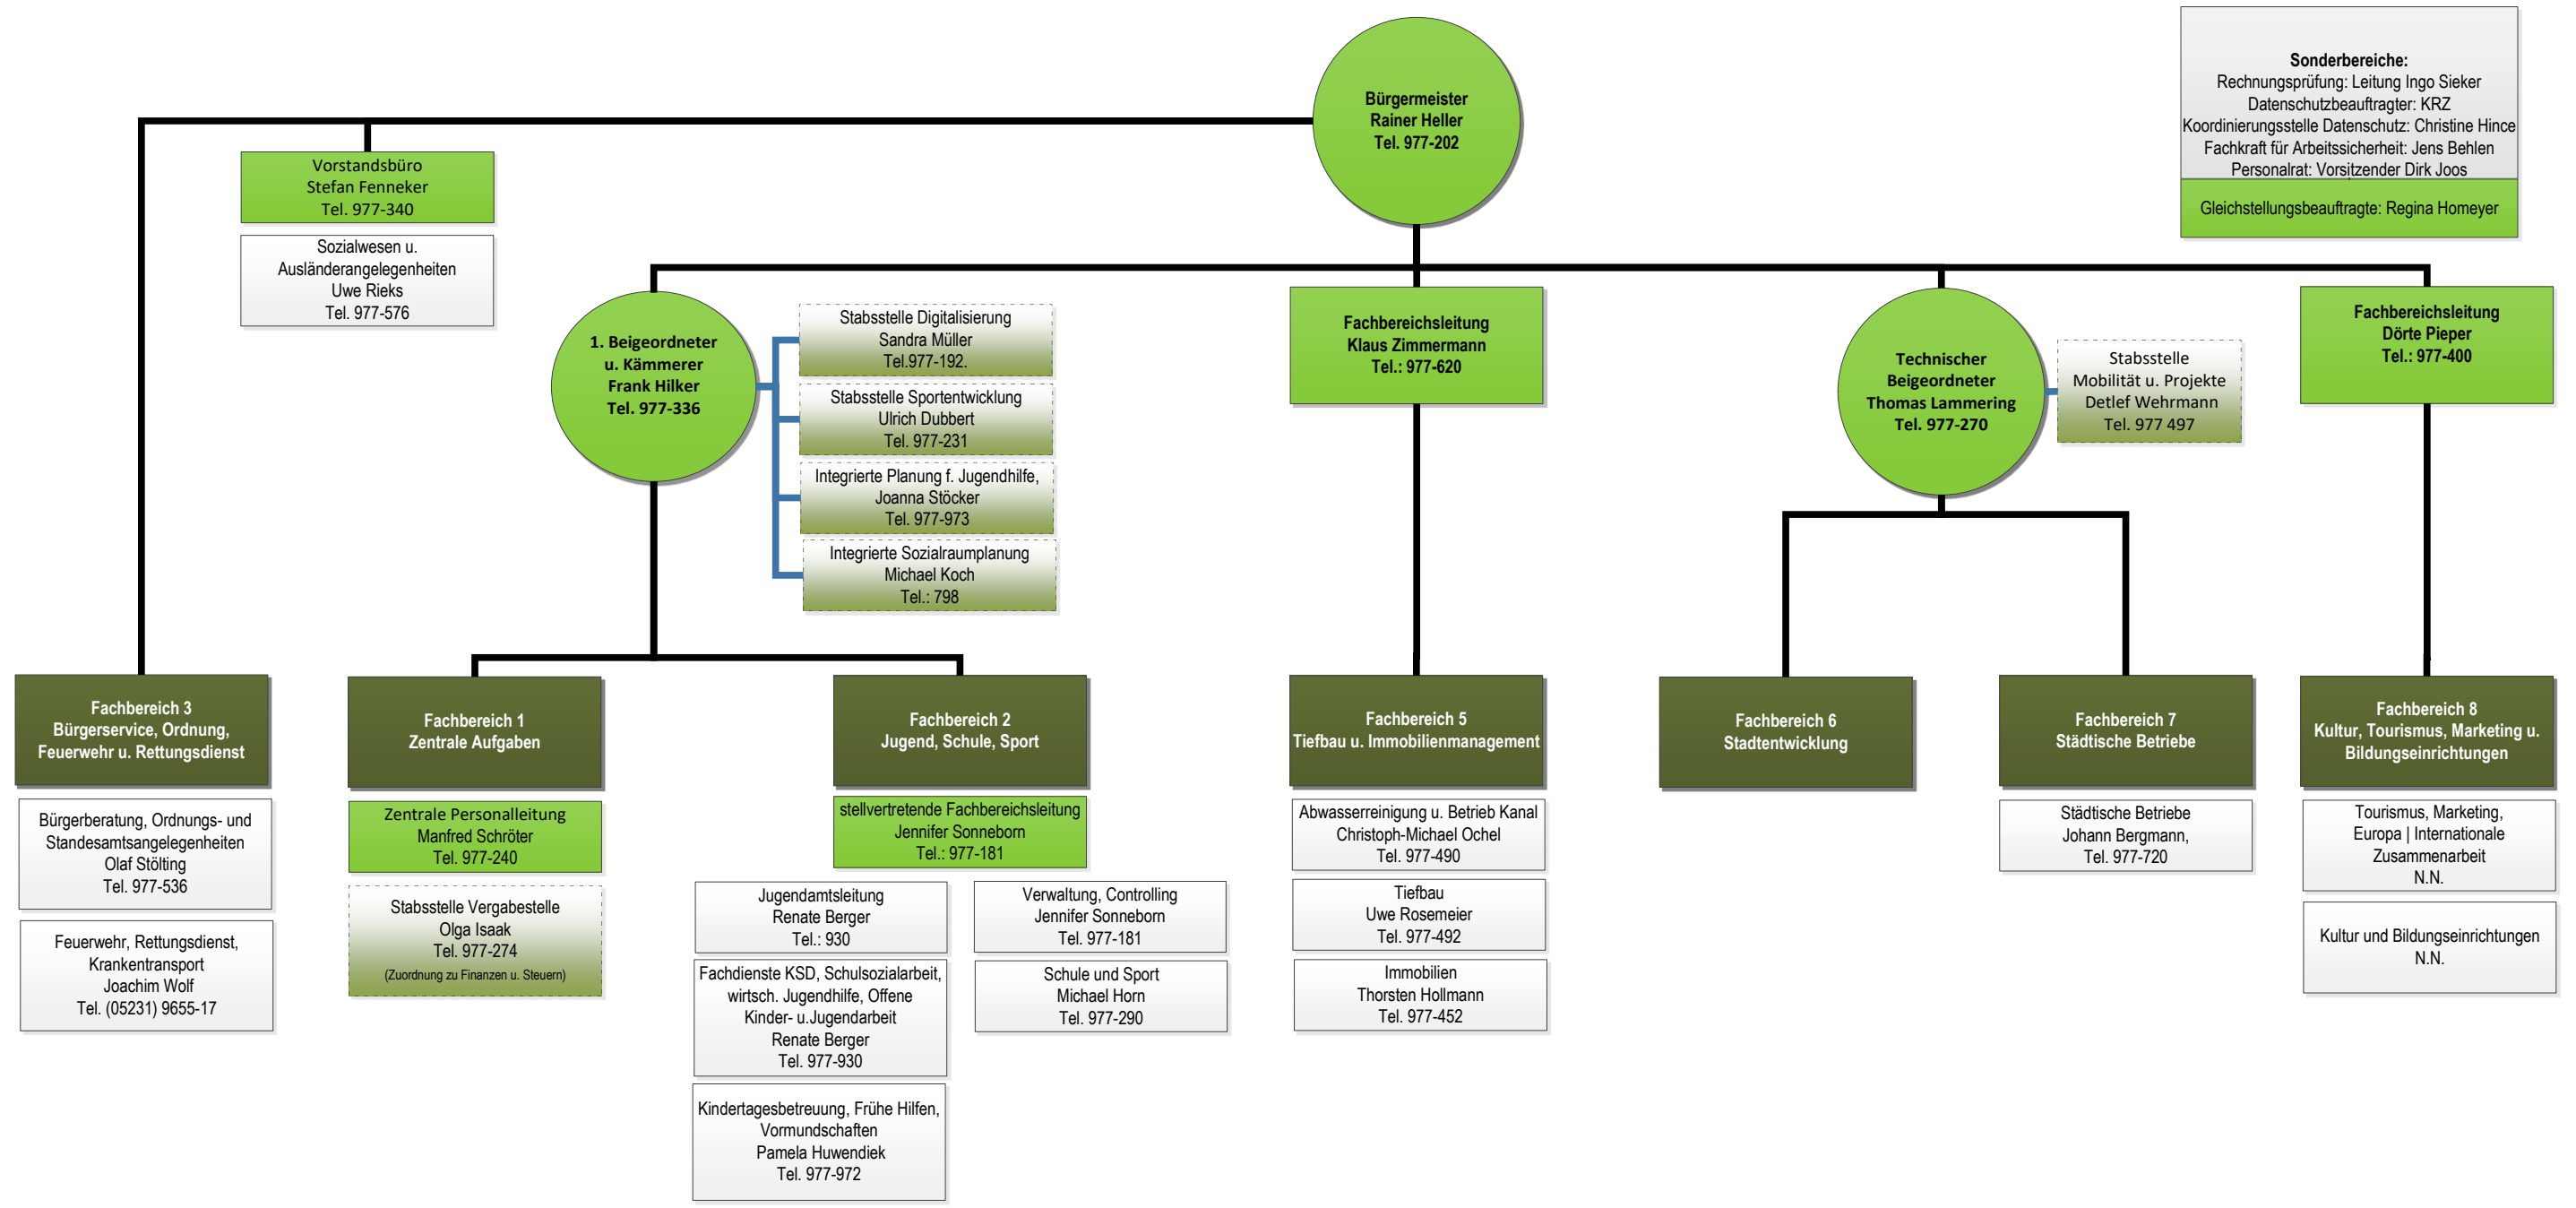 Bürgermeister
Rainer Heller
Tel. 977-202
Sonderbereiche:
Rechnungsprüfung: Leitung Ingo Sieker
Datenschutzbeauftragter: KRZ
Koordinierungsstelle Datenschutz: Christine Hince
Fachkraft für Arbeitssicherheit: Jens Behlen
Personalrat: Vorsitzender Dirk Joos
Gleichstellungsbeauftragte: Regina Homeyer
Vorstandsbüro
Stefan Fenneker
Tel. 977-340
Sozialwesen u.
Ausländerangelegenheiten
Uwe Rieks
Tel. 977-576
1. Beigeordneter
u. Kämmerer
Frank Hilker
Tel. 977-336
Stabsstelle Digitalisierung
Sandra Müller
Tel.977-192.
Stabsstelle Sportentwicklung
Ulrich Dubbert
Tel. 977-231
Integrierte Planung f. Jugendhilfe,
Joanna Stöcker
Tel. 977-973
Integrierte Sozialraumplanung
Michael Koch
Tel.: 798
Fachbereichsleitung
Klaus Zimmermann
Tel.: 977-620
Technischer
Beigeordneter
Thomas Lammering
Tel. 977-270
Stabsstelle
Mobilität u. Projekte
Detlef Wehrmann
Tel. 977 497
Fachbereichsleitung
Dörte Pieper
Tel.: 977-400
Fachbereich 3
Bürgerservice, Ordnung,
Feuerwehr u. Rettungsdienst
Bürgerberatung, Ordnungs- und
Standesamtsangelegenheiten
Olaf Stölting
Tel. 977-536
Feuerwehr, Rettungsdienst,
Krankentransport
Joachim Wolf
Tel. (05231) 9655-17
Fachbereich 1
Zentrale Aufgaben
Zentrale Personalleitung
Manfred Schröter
Tel. 977-240
Stabsstelle Vergabestelle
Olga Isaak
Tel. 977-274
(Zuordnung zu Finanzen u. Steuern)
Fachbereich 2
Jugend, Schule, Sport
stellvertretende Fachbereichsleitung
Jennifer Sonneborn
Tel.: 977-181
Jugendamtsleitung
Renate Berger
Tel.: 930
Fachdienste KSD, Schulsozialarbeit,
wirtsch. Jugendhilfe, Offene
Kinder- u.Jugendarbeit
Renate Berger
Tel. 977-930
Kindertagesbetreuung, Frühe Hilfen,
Vormundschaften
Pamela Huwendiek
Tel. 977-972
Verwaltung, Controlling
Jennifer Sonneborn
Tel. 977-181
Schule und Sport
Michael Horn
Tel. 977-290
Fachbereich 5
Tiefbau u. Immobilienmanagement
Abwasserreinigung u. Betrieb Kanal
Christoph-Michael Ochel
Tel. 977-490
Tiefbau
Uwe Rosemeier
Tel. 977-492
Immobilien
Thorsten Hollmann
Tel. 977-452
Fachbereich 6
Stadtentwicklung
Fachbereich 7
Städtische Betriebe
Städtische Betriebe
Johann Bergmann,
Tel. 977-720
Fachbereich 8
Kultur, Tourismus, Marketing u.
Bildungseinrichtungen
Tourismus, Marketing,
Europa | Internationale
Zusammenarbeit
N.N.
Kultur und Bildungseinrichtungen
N.N.